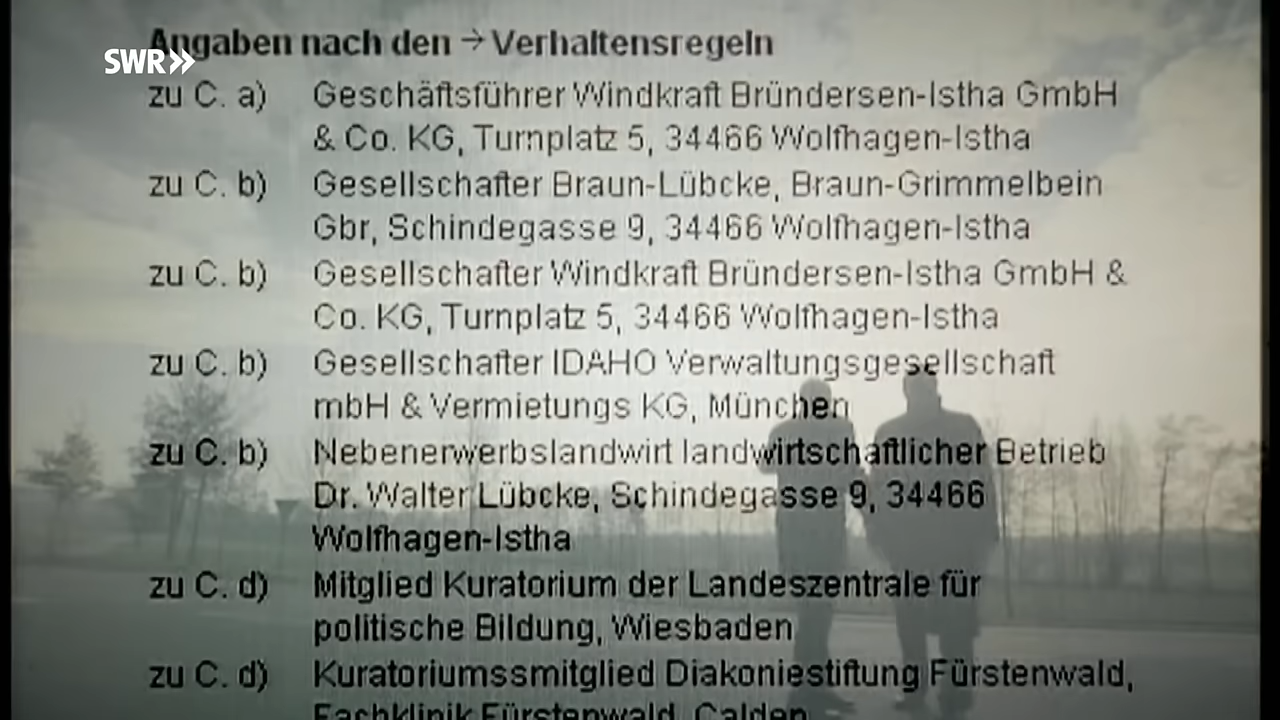 Angaben nach den → Verhaltensregeln
SWR»
zu C. a) Geschäftsführer Windkraft Bründersen-Istha GmbH
& Co. KG, Turnplatz 5, 34466 Wolfhagen-Istha
zu C. b) Gesellschafter Braun-Lübcke, Braun-Grimmelbein
Gbr, Schindegasse 9, 34466 Wolfhagen-Istha
zu C. b) Gesellschafter Windkraft Bründersen-Istha GmbH &
Co. KG, Turnplatz 5, 34466 Wolfhagen-Istha
zu C. b) Gesellschafter IDAHO Verwaltungsgesellschaft
mbH & Vermietungs KG, München
zu C. b) Nebenerwerbslandwirt landwirtschaftlicher Betrieb
Dr. Walter Lübcke, Schindegasse 9, 34466
Wolfhagen-Istha
zu C. d) Mitglied Kuratorium der Landeszentrale für
politische Bildung, Wiesbaden
zu C. d) Kuratoriumssmitglied Diakoniestiftung Fürstenwald,
Fachklinik Fürstenwald, Calden